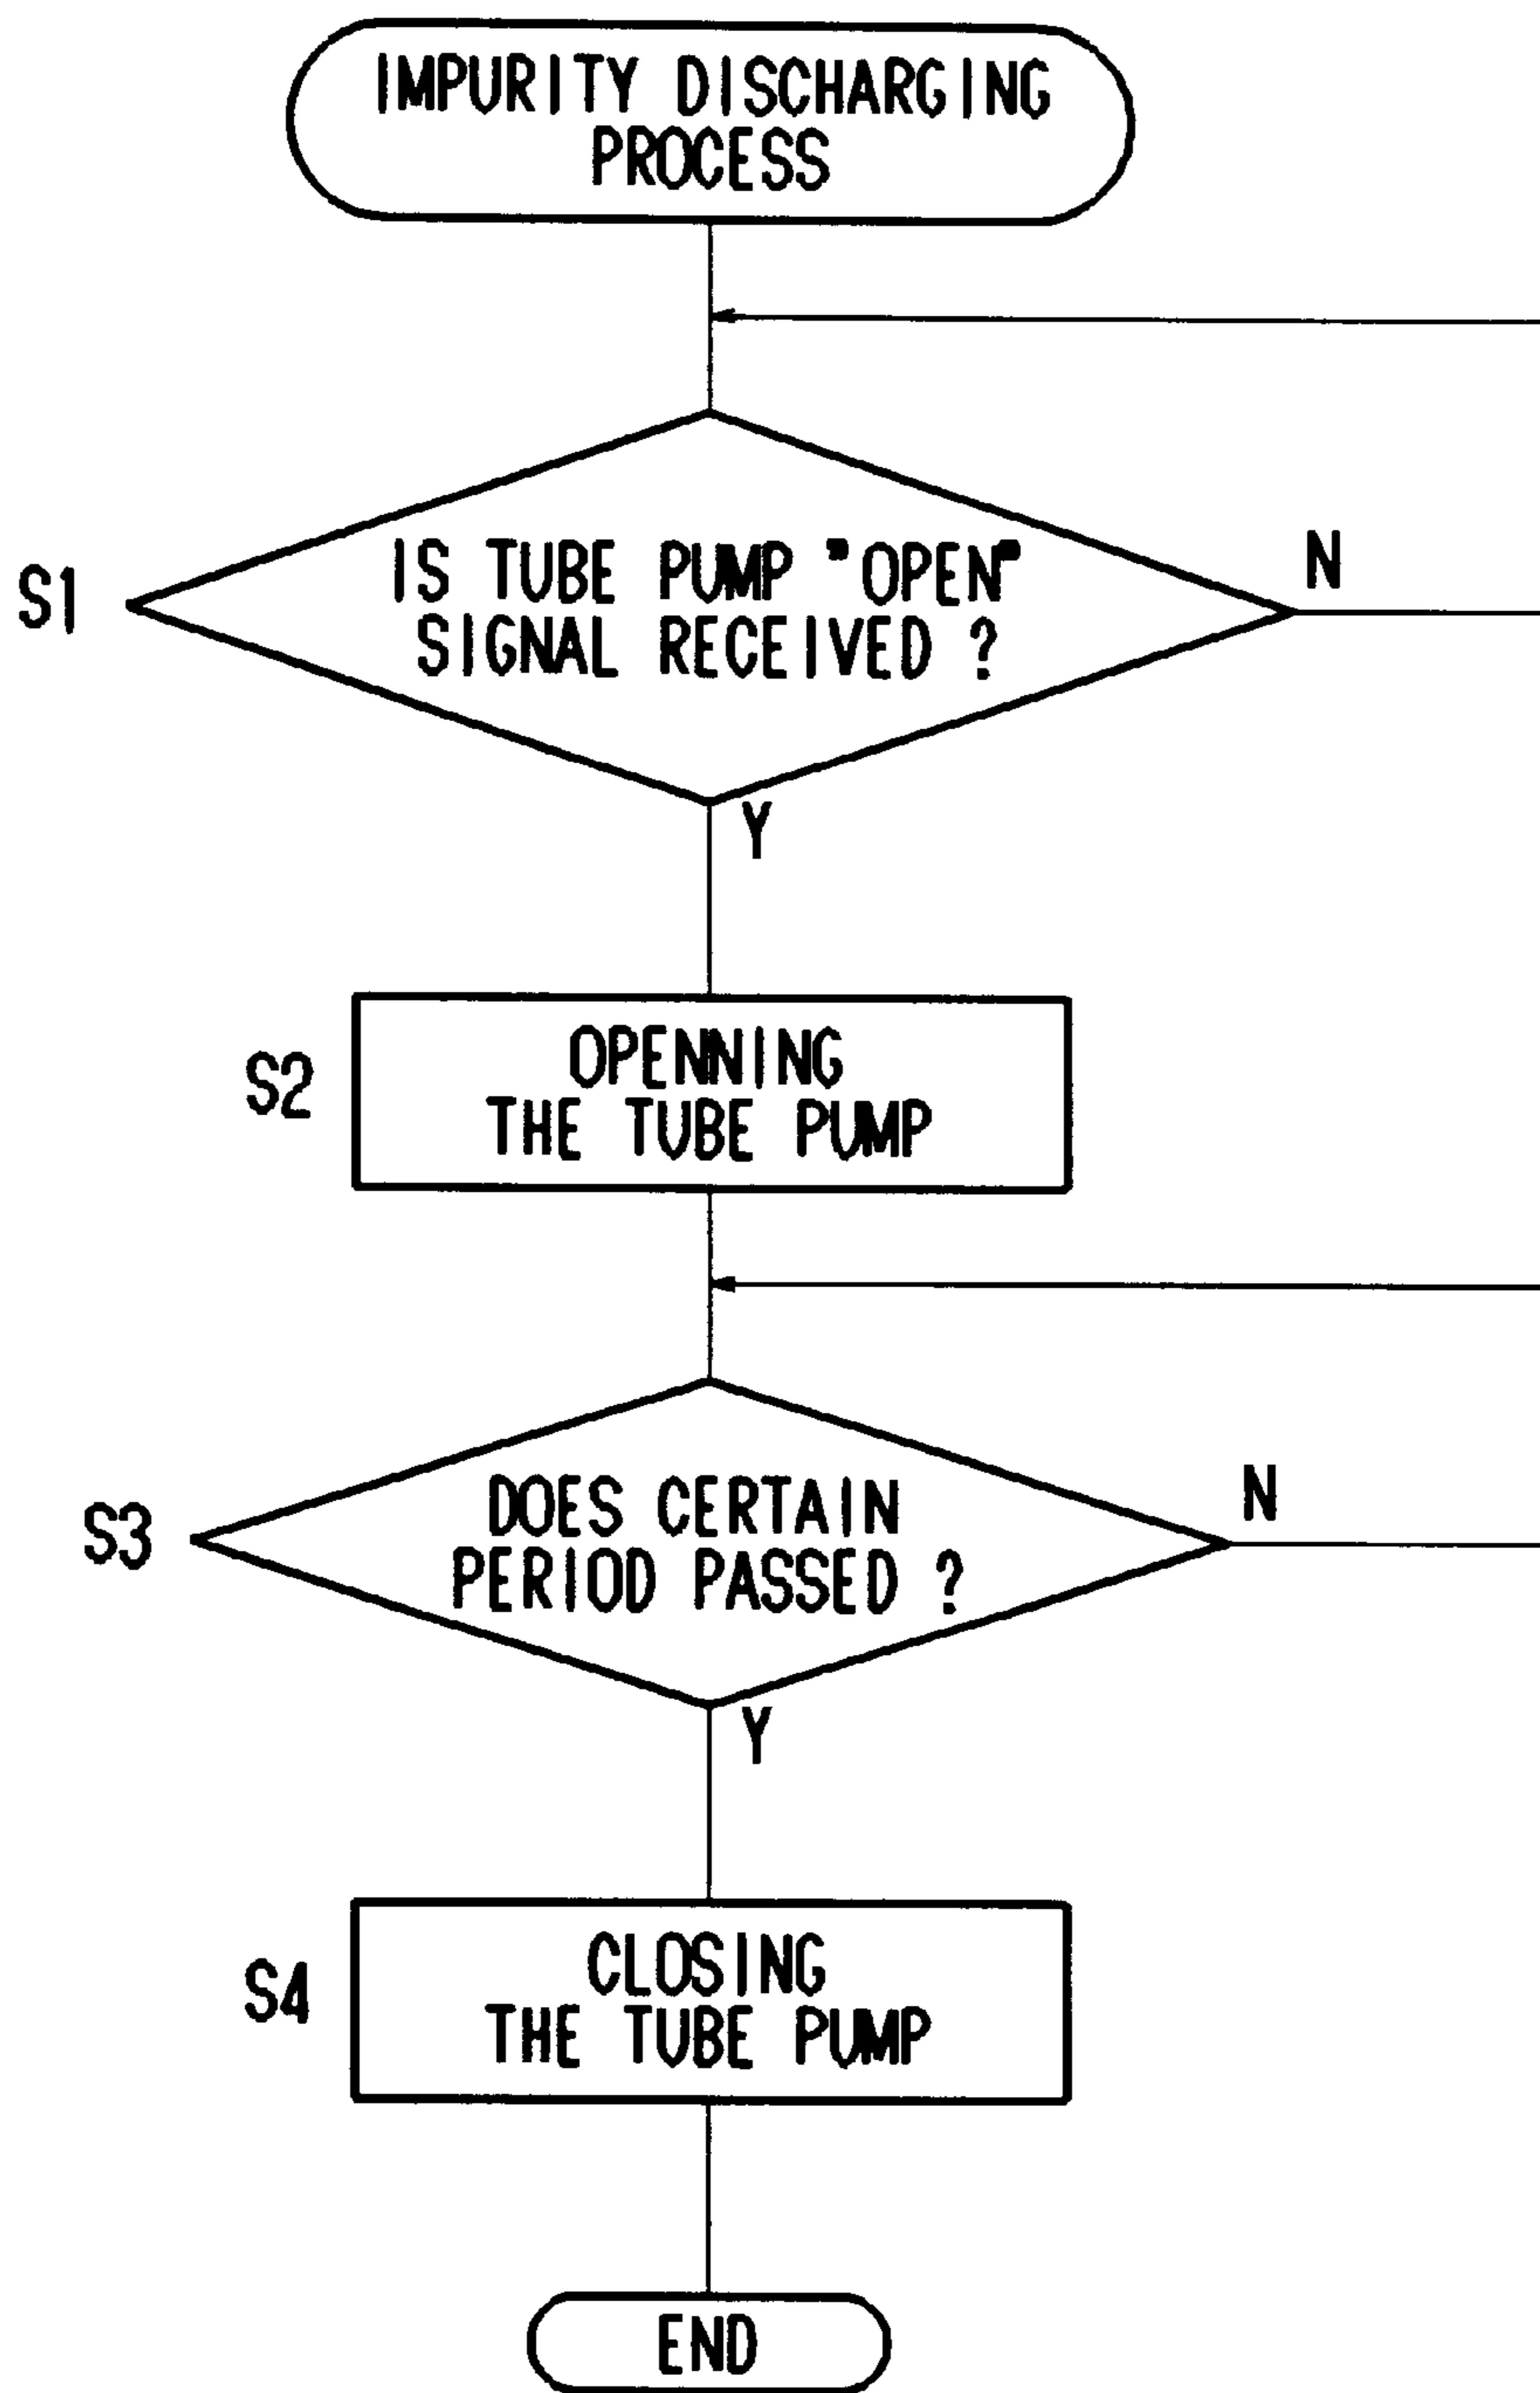 IMPURITY DISCHARGING
PROCESS
S1
IS TUBE PUMP "OPEN"
SIGNAL RECEIVED ?
N
Y
S2
OPENNING
THE TUBE PUMP
S3
DOES CERTAIN
PERIOD PASSED ?
N
Y
S4
CLOSING
THE TUBE PUMP
END